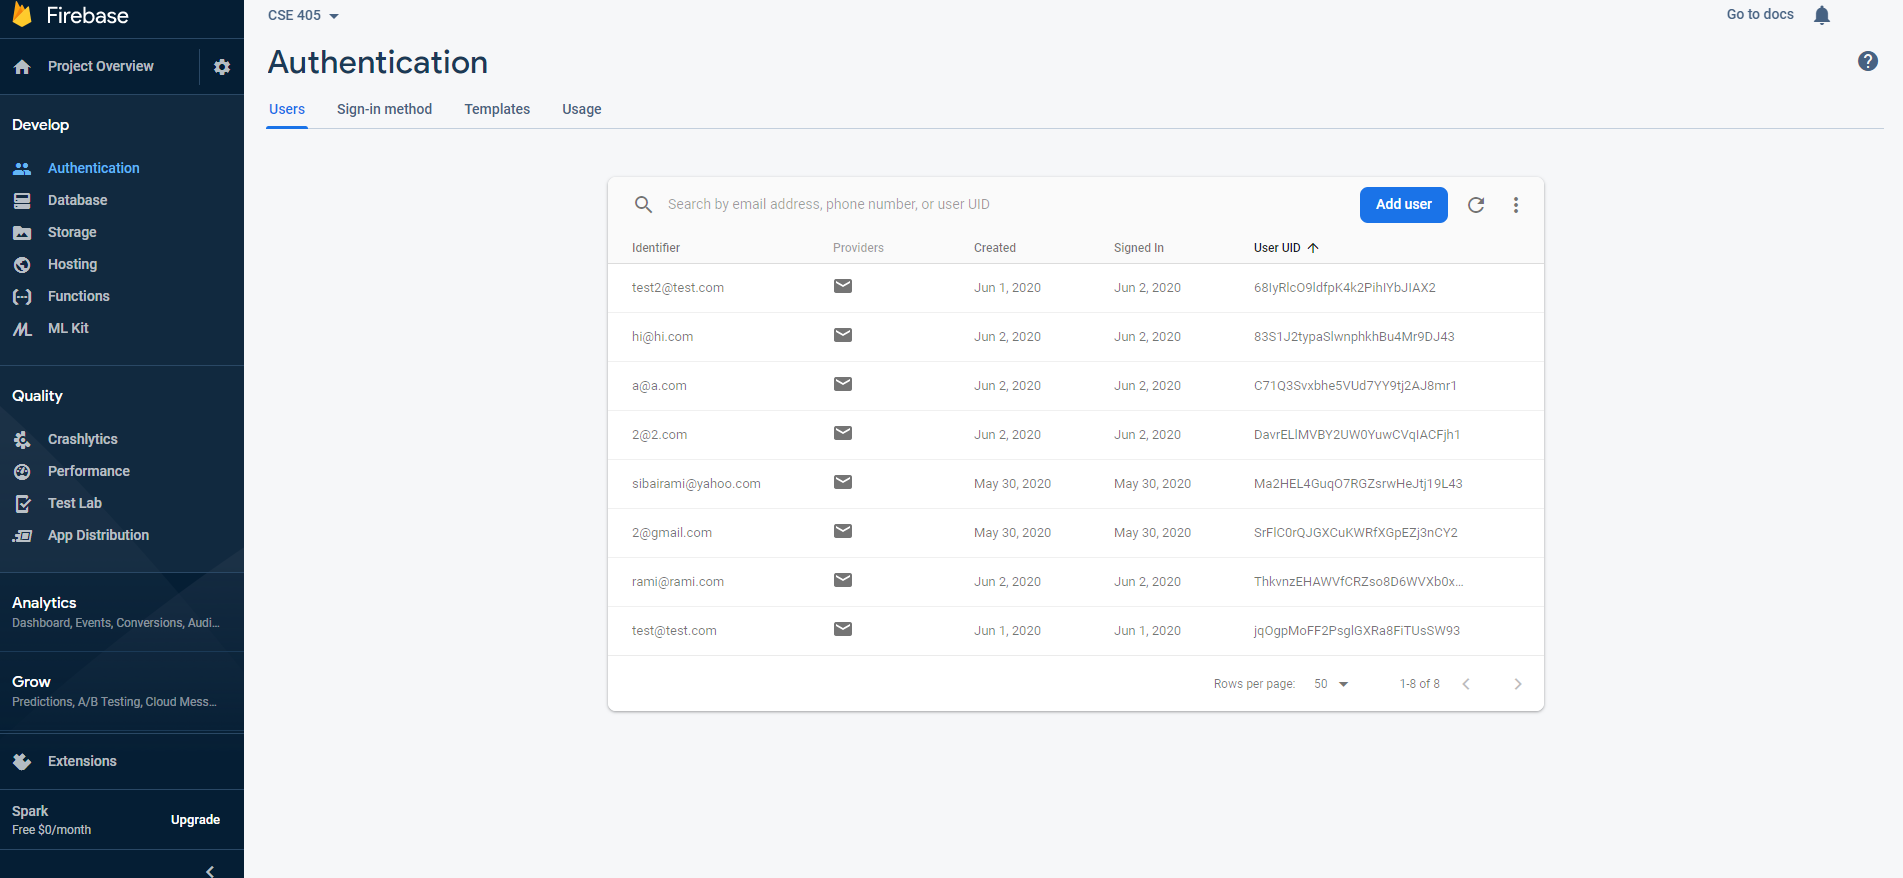 Firebase
Project Overview
Develop
Authentication
Database
Storage
Hosting
Functions
ML Kit
Quality
Crashlytics
Performance
Test Lab
App Distribution
Analytics
Dashboard, Events, Conversions, Audi...
Grow
Predictions, A/B Testing, Cloud Mess...
Extensions
Spark
Free $0/month
Upgrade
CSE 405
Go to docs
Authentication
Users Sign-in method Templates Usage
Search by email address, phone number, or user UID
Add user
Identifier Providers Created Signed In User UID
test2@test.com Jun 1, 2020 Jun 2, 2020 68IyRlcO9ldfpK4k2PihIYbJIAX2
hi@hi.com Jun 2, 2020 Jun 2, 2020 83S1J2typaSlwnphkhBu4Mr9DJ43
a@a.com Jun 2, 2020 Jun 2, 2020 C71Q3Svxbhe5VUd7YY9tj2AJ8mr1
2@2.com Jun 2, 2020 Jun 2, 2020 DavrELlMVBY2UW0YuwCVqIACFjh1
sibairami@yahoo.com May 30, 2020 May 30, 2020 Ma2HEL4GuqO7RGZsrwHeJtj19L43
2@gmail.com May 30, 2020 May 30, 2020 SrFlC0rQJGXCuKWRfXGpEZj3nCY2
rami@rami.com Jun 2, 2020 Jun 2, 2020 ThkvnzEHAWVfCRZso8D6WVXb0x...
test@test.com Jun 1, 2020 Jun 1, 2020 jqOgpMoFF2PsglGXRa8FiTUsSW93
Rows per page: 50 1-8 of 8